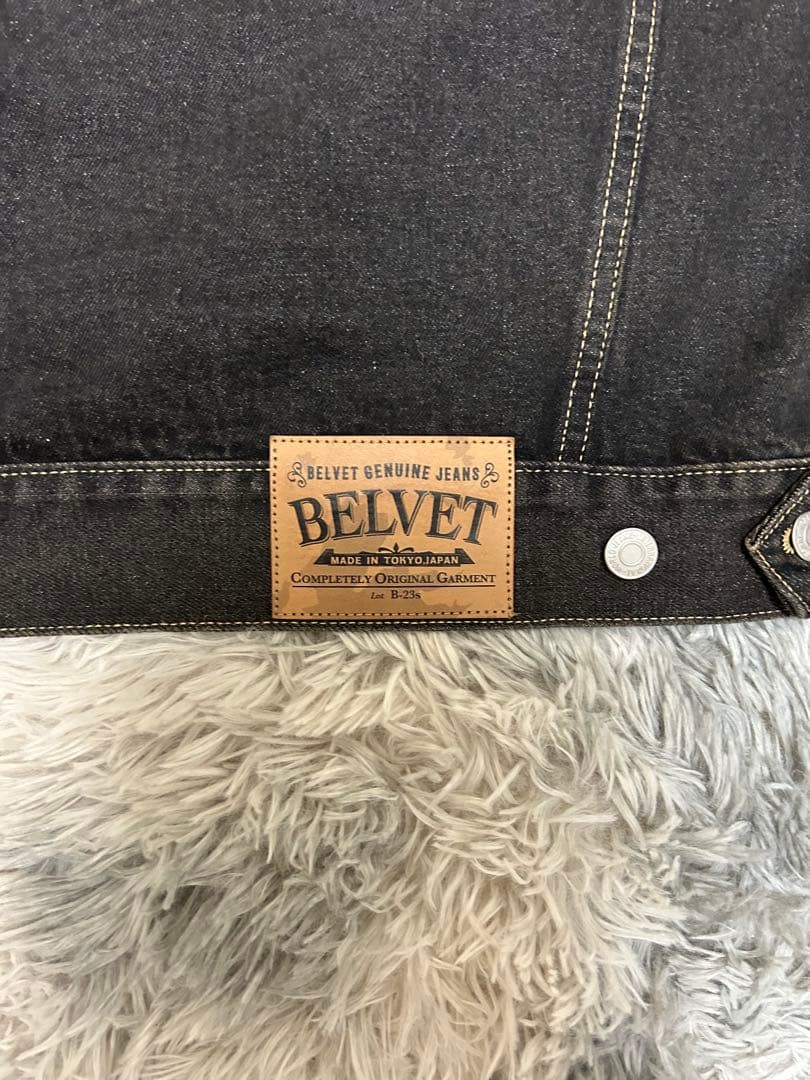 BELVET GENUINE JEANS
BELVET
MADE IN TOKYO,JAPAN
COMPLETELY ORIGINAL GARMENT
Lot B-23s